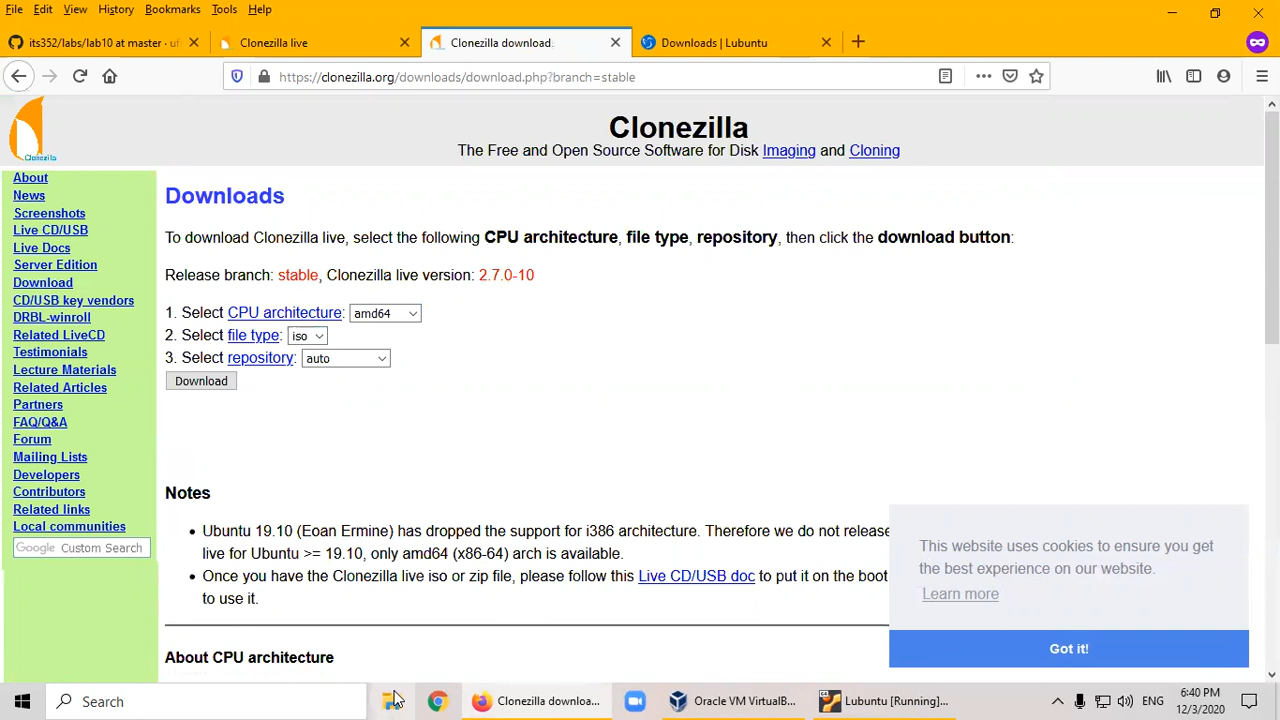 File Edit View History Bookmarks Tools Help
its352/labs/lab10 at master · uf
Clonezilla live
Clonezilla download:
Downloads | Lubuntu
https://clonezilla.org/downloads/download.php?branch=stable
Clonezilla
Clonezilla
The Free and Open Source Software for Disk Imaging and Cloning
About
News
Screenshots
Live CD/USB
Live Docs
Server Edition
Download
CD/USB key vendors
DRBL-winroll
Related LiveCD
Testimonials
Lecture Materials
Related Articles
Partners
FAQ/Q&A
Forum
Mailing Lists
Developers
Contributors
Related links
Local communities
Google Custom Search
Downloads
To download Clonezilla live, select the following CPU architecture, file type, repository, then click the download button:
Release branch: stable, Clonezilla live version: 2.7.0-10
1. Select CPU architecture: amd64
2. Select file type: iso
3. Select repository: auto
Download
Notes
• Ubuntu 19.10 (Eoan Ermine) has dropped the support for i386 architecture. Therefore we do not release
live for Ubuntu >= 19.10, only amd64 (x86-64) arch is available.
• Once you have the Clonezilla live iso or zip file, please follow this Live CD/USB doc to put it on the boot
to use it.
About CPU architecture
This website uses cookies to ensure you get
the best experience on our website.
Learn more
Got it!
Search
Clonezilla downloa...
Oracle VM VirtualB...
Lubuntu [Running]...
ENG
6:40 PM
12/3/2020